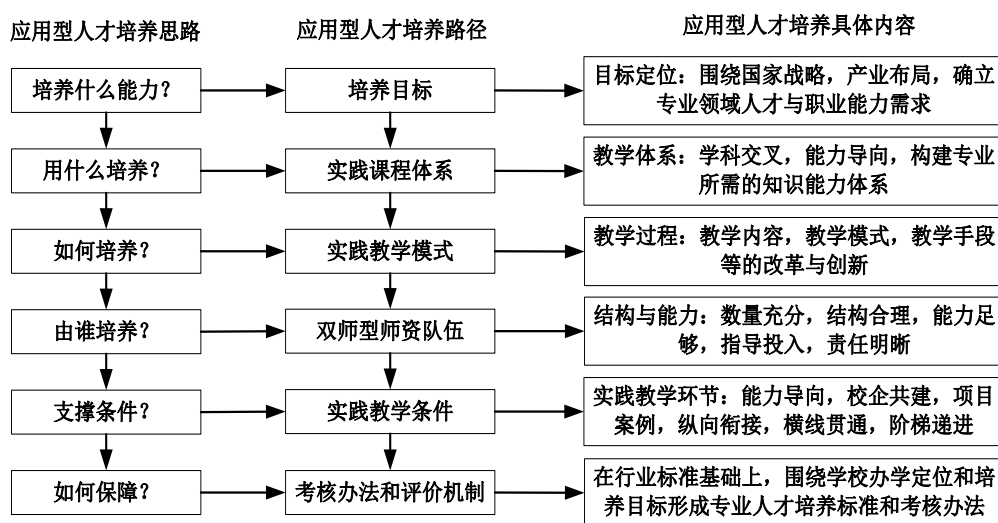 应用型人才培养思路
应用型人才培养路径
应用型人才培养具体内容
培养什么能力？
培养目标
目标定位：围绕国家战略，产业布局，确立
专业领域人才与职业能力需求
用什么培养？
实践课程体系
教学体系：学科交叉，能力导向，构建专业
所需的知识能力体系
如何培养？
实践教学模式
教学过程：教学内容，教学模式，教学手段
等的改革与创新
由谁培养？
双师型师资队伍
结构与能力：数量充分，结构合理，能力足
够，指导投入，责任明晰
支撑条件？
实践教学条件
实践教学环节：能力导向，校企共建，项目
案例，纵向衔接，横线贯通，阶梯递进
如何保障？
考核办法和评价机制
在行业标准基础上，围绕学校办学定位和培
养目标形成专业人才培养标准和考核办法